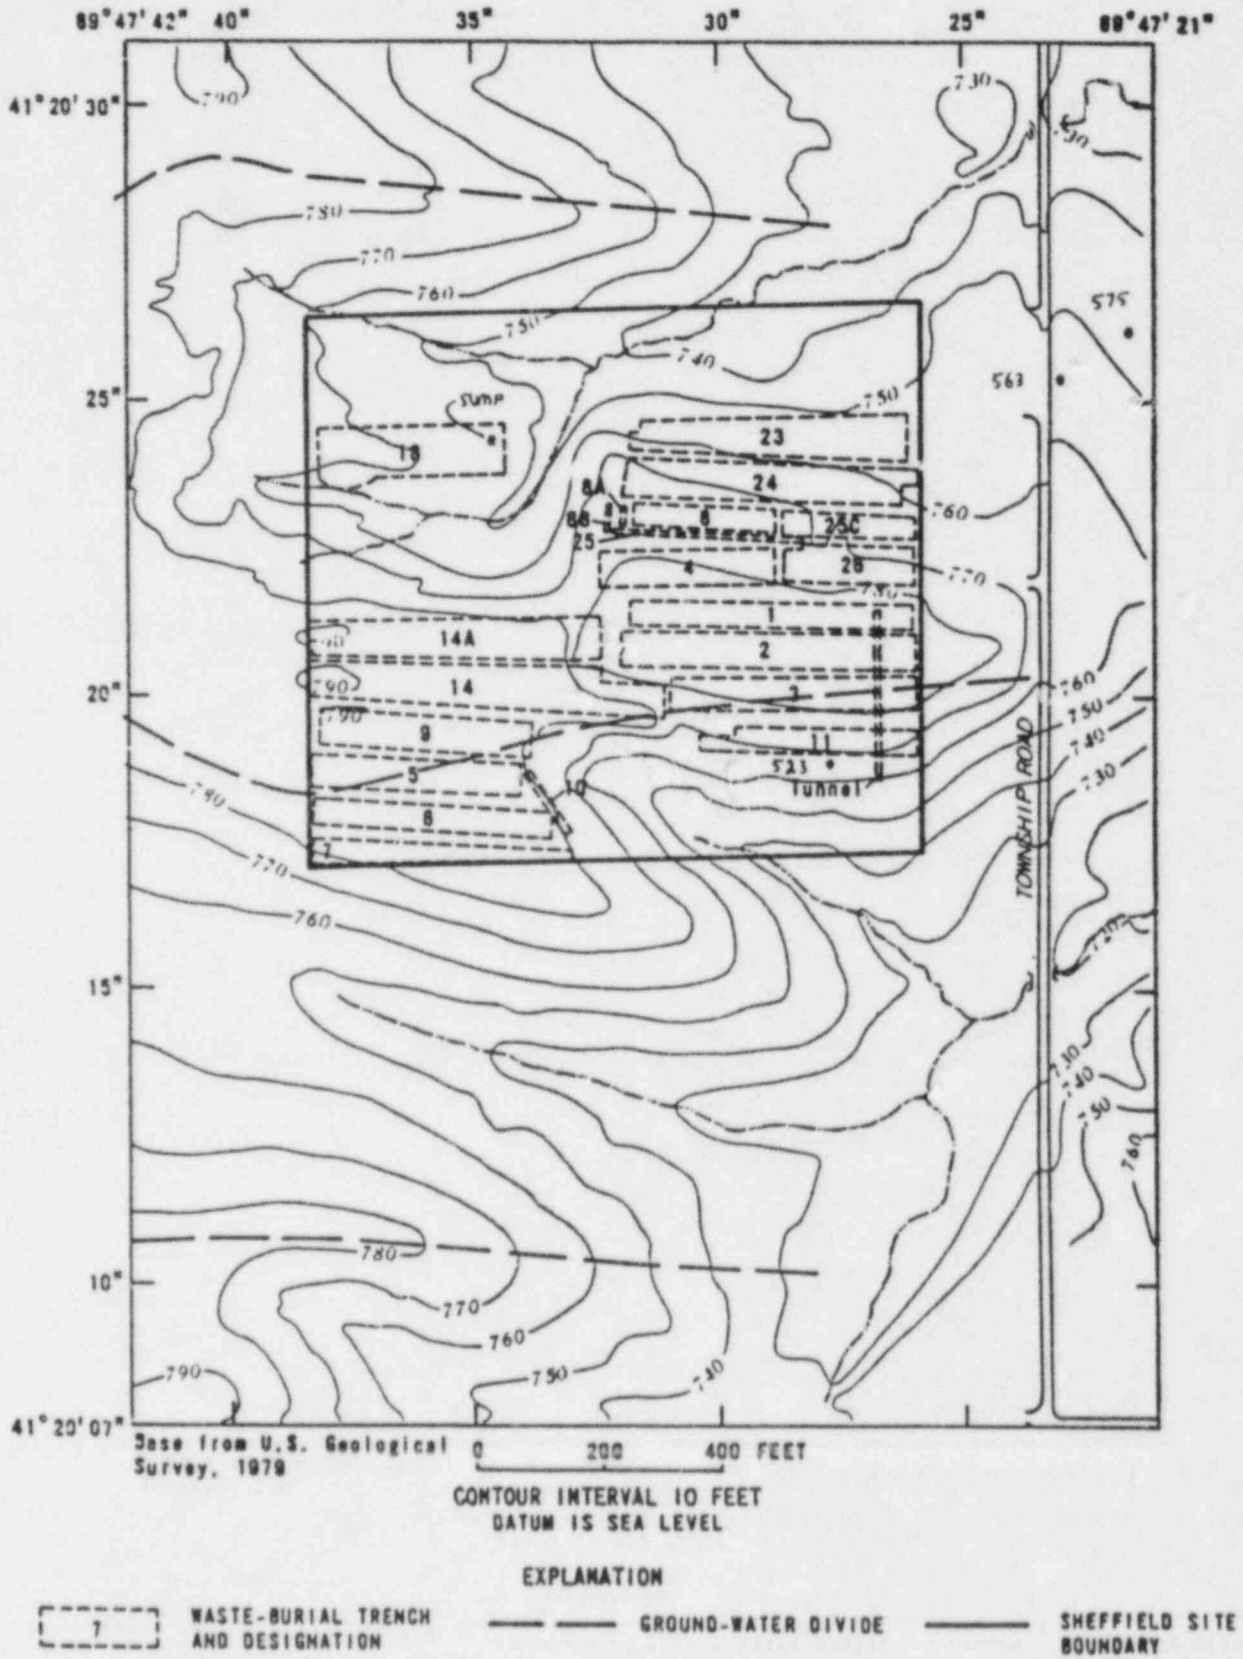 89°47'42" 40" 35" 30" 25" 89°47'21"
41°20'30"
790
730
730
780
770
760
575
750
740
25"
563
750
sump
18
23
24
8A
8B
8
25C
760
25
4
770
1
14A
2
20"
790
14
760
790
750
9
740
11
TOWNSHIP ROAD
5
523
730
780
10
Tunnel
6
7
770
760
720
15"
730
740
750
760
780
10"
770
760
790
750
740
41°20'07"
Base from U.S. Geological
Survey, 1979
0 200 400 FEET
CONTOUR INTERVAL 10 FEET
DATUM IS SEA LEVEL
EXPLANATION
7 WASTE-BURIAL TRENCH
AND DESIGNATION
GROUND-WATER DIVIDE
SHEFFIELD SITE
BOUNDARY